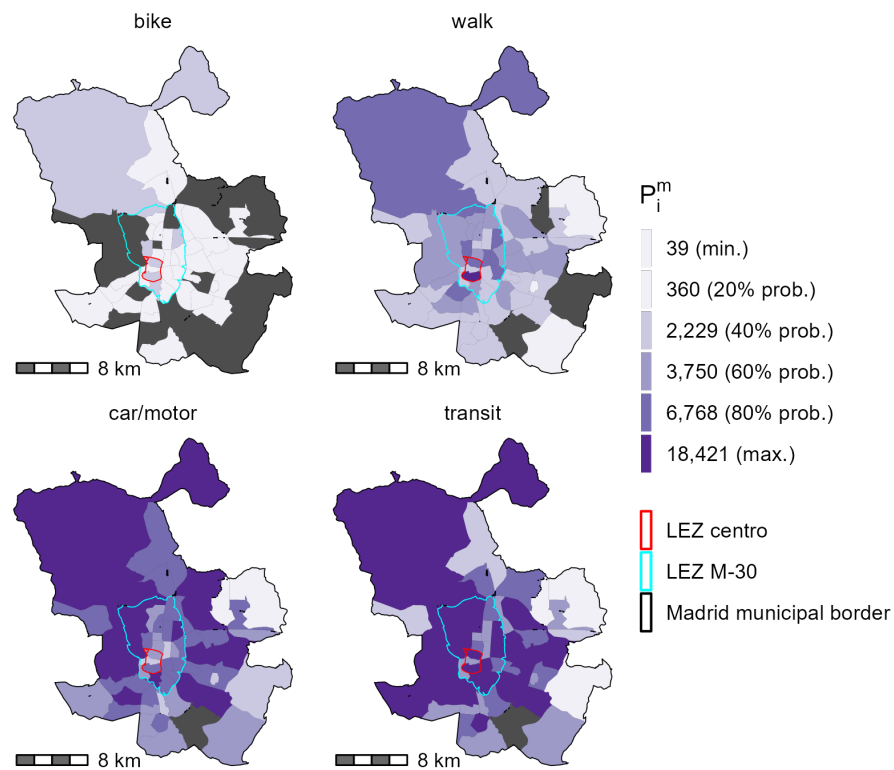 bike
walk
8 km
8 km
car/motor
transit
8 km
8 km
P_i^m
39 (min.)
360 (20% prob.)
2,229 (40% prob.)
3,750 (60% prob.)
6,768 (80% prob.)
18,421 (max.)
LEZ centro
LEZ M-30
Madrid municipal border